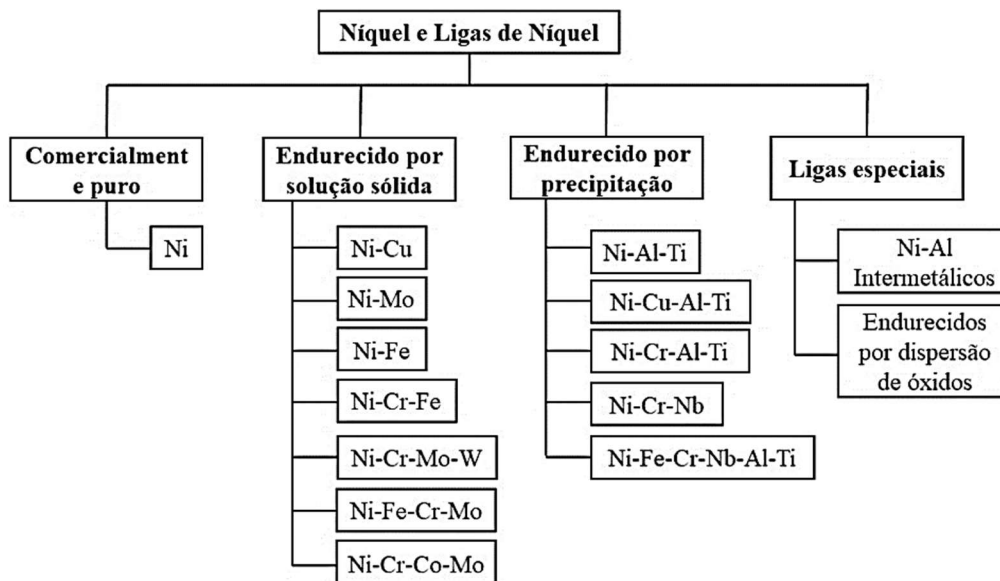 Níquel e Ligas de Níquel
Comercialment
e puro
Ni
Endurecido por
solução sólida
Ni-Cu
Ni-Mo
Ni-Fe
Ni-Cr-Fe
Ni-Cr-Mo-W
Ni-Fe-Cr-Mo
Ni-Cr-Co-Mo
Endurecido por
precipitação
Ni-Al-Ti
Ni-Cu-Al-Ti
Ni-Cr-Al-Ti
Ni-Cr-Nb
Ni-Fe-Cr-Nb-Al-Ti
Ligas especiais
Ni-Al
Intermetálicos
Endurecidos
por dispersão
de óxidos